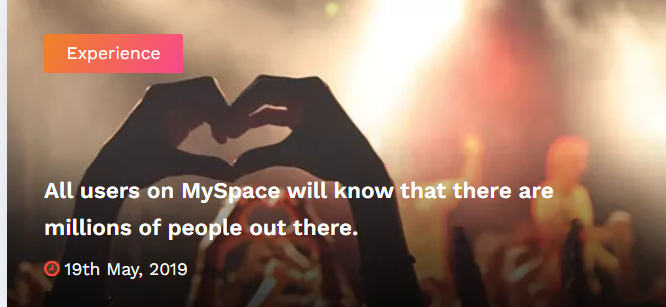 Experience
All users on MySpace will know that there are
millions of people out there.
19th May, 2019